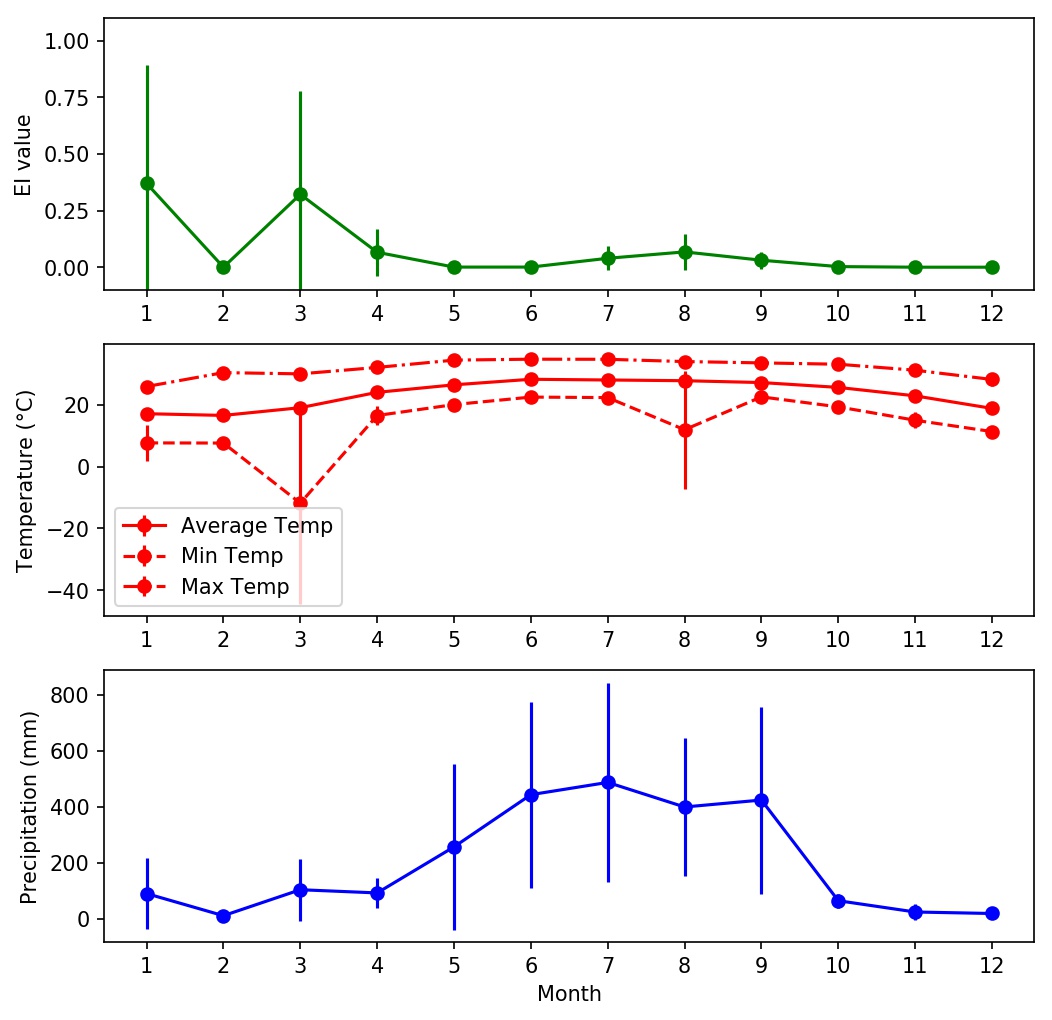 EI value
1.00
0.75
0.50
0.25
0.00
1 2 3 4 5 6 7 8 9 10 11 12
Temperature (°C)
20
0
−20
−40
Average Temp
Min Temp
Max Temp
1 2 3 4 5 6 7 8 9 10 11 12
Precipitation (mm)
800
600
400
200
0
1 2 3 4 5 6 7 8 9 10 11 12
Month